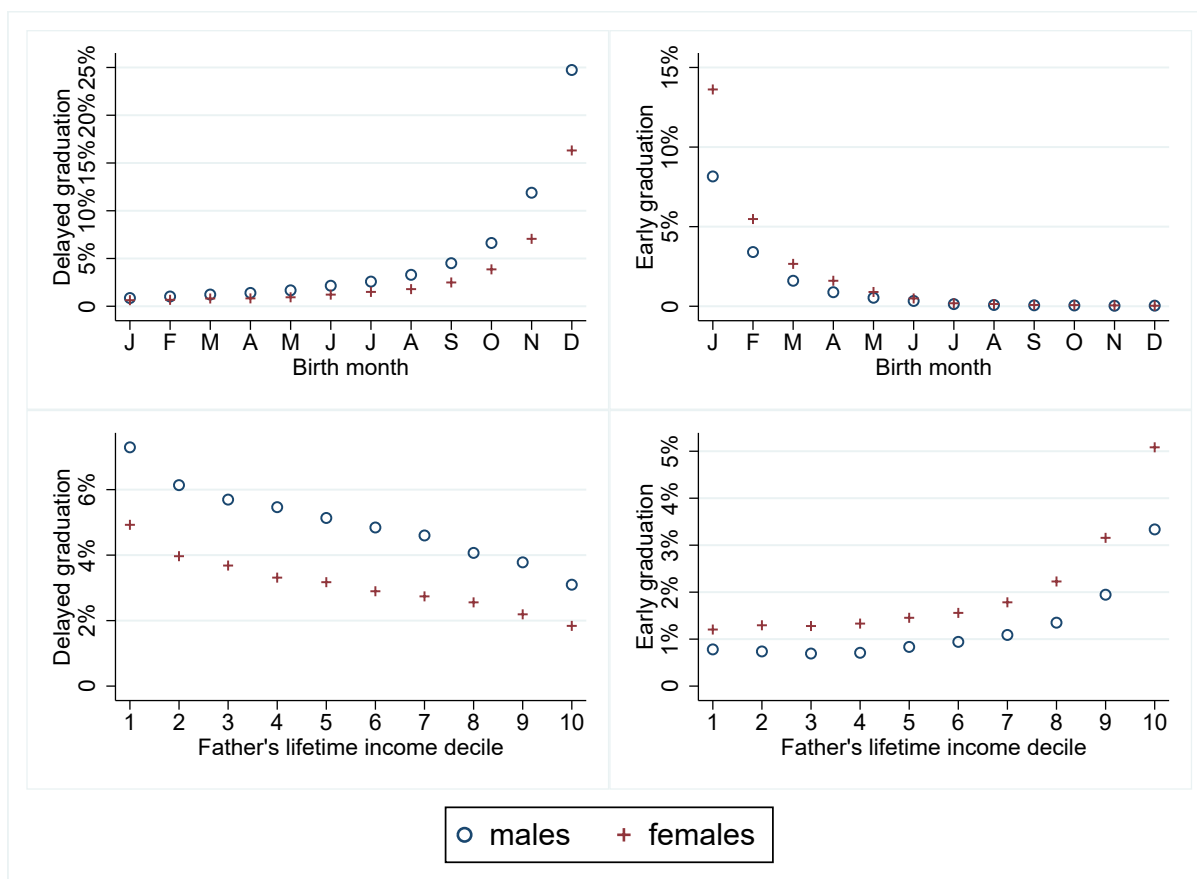 Delayed graduation
0 5% 10% 15% 20% 25%
J F M A M J J A S O N D
Birth month
Early graduation
0 5% 10% 15%
J F M A M J J A S O N D
Birth month
Delayed graduation
0 2% 4% 6%
1 2 3 4 5 6 7 8 9 10
Father's lifetime income decile
Early graduation
0 1% 2% 3% 4% 5%
1 2 3 4 5 6 7 8 9 10
Father's lifetime income decile
males females